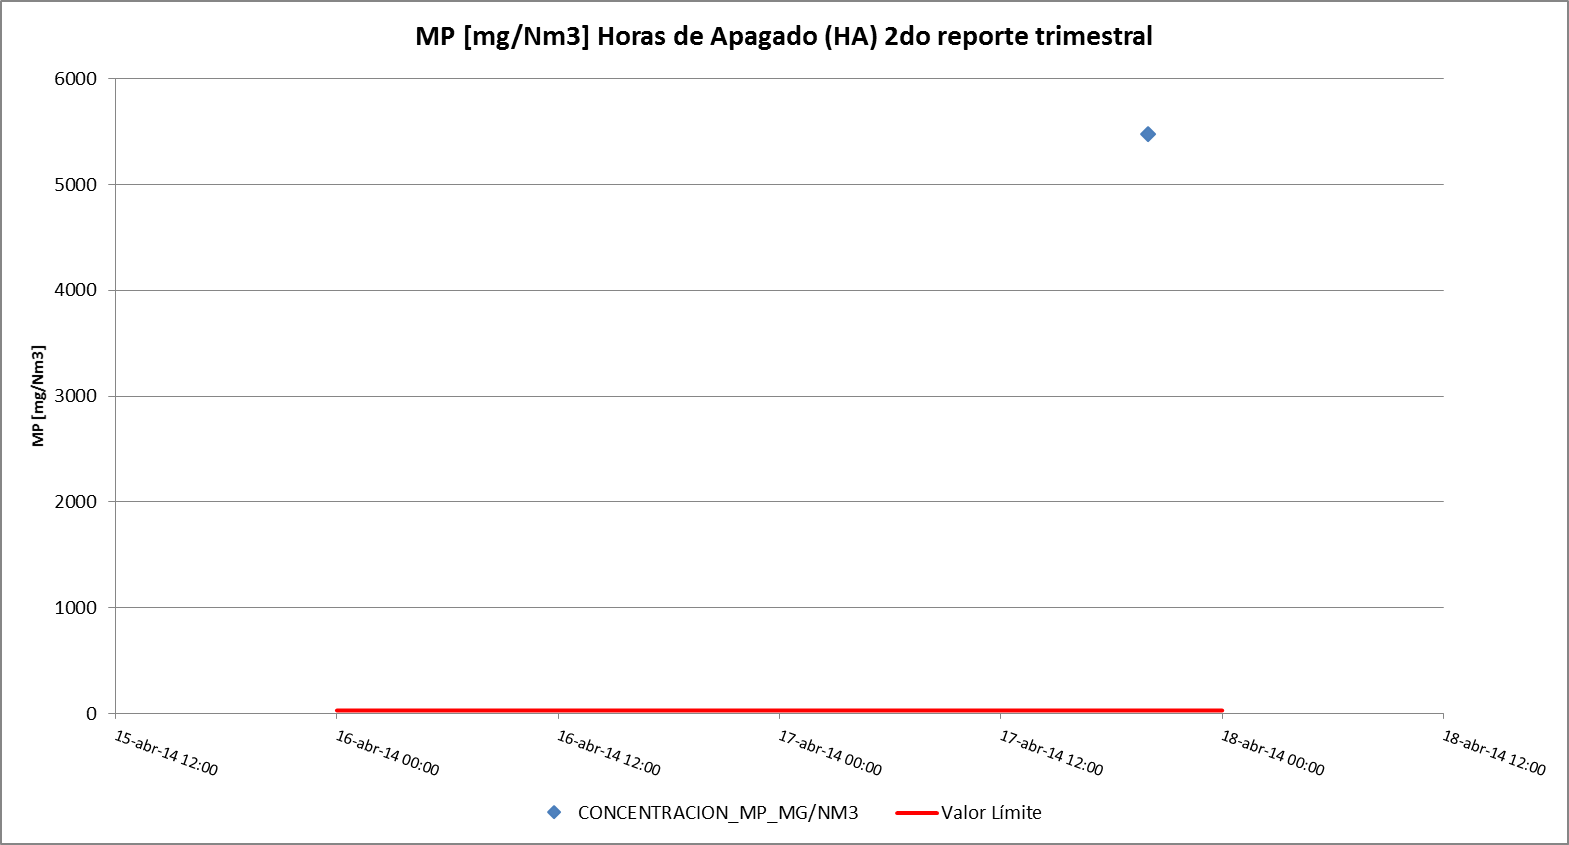 MP [mg/Nm3] Horas de Apagado (HA) 2do reporte trimestral
6000
5000
4000
3000
2000
1000
0
MP [mg/Nm3]
15-abr-14 12:00
16-abr-14 00:00
16-abr-14 12:00
17-abr-14 00:00
17-abr-14 12:00
18-abr-14 00:00
18-abr-14 12:00
CONCENTRACION_MP_MG/NM3
Valor Límite